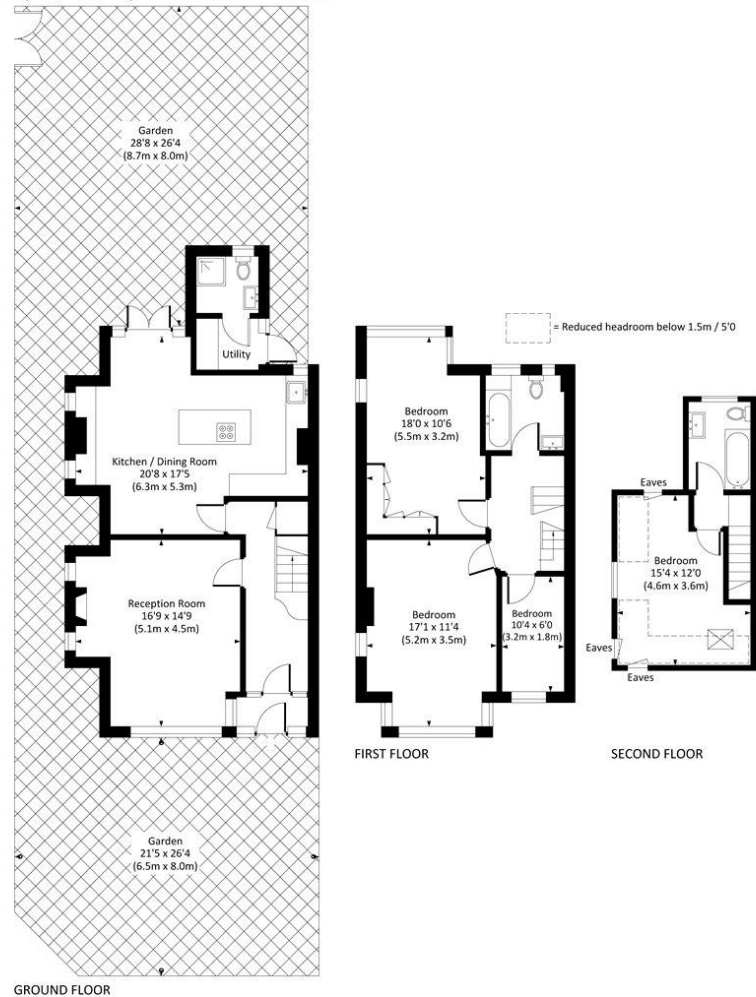 Garden
28'8 x 26'4
(8.7m x 8.0m)
Utility
Kitchen / Dining Room
20'8 x 17'5
(6.3m x 5.3m)
Reception Room
16'9 x 14'9
(5.1m x 4.5m)
Garden
21'5 x 26'4
(6.5m x 8.0m)
GROUND FLOOR
= Reduced headroom below 1.5m / 5'0
Bedroom
18'0 x 10'6
(5.5m x 3.2m)
Bedroom
17'1 x 11'4
(5.2m x 3.5m)
Bedroom
10'4 x 6'0
(3.2m x 1.8m)
FIRST FLOOR
Eaves
Bedroom
15'4 x 12'0
(4.6m x 3.6m)
Eaves
Eaves
SECOND FLOOR